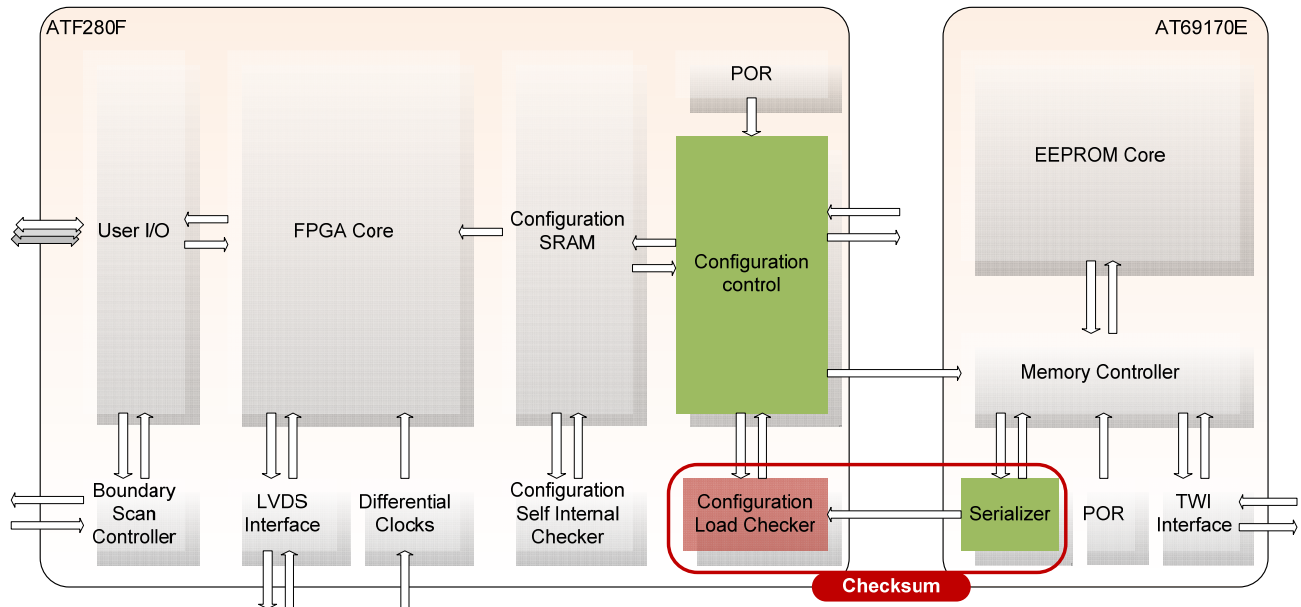 ATF280F
AT69170E
POR
EEPROM Core
User I/O
FPGA Core
Configuration
SRAM
Configuration
control
Memory Controller
Boundary
Scan
Controller
LVDS
Interface
Differential
Clocks
Configuration
Self Internal
Checker
Configuration
Load Checker
Serializer
POR
TWI
Interface
Checksum